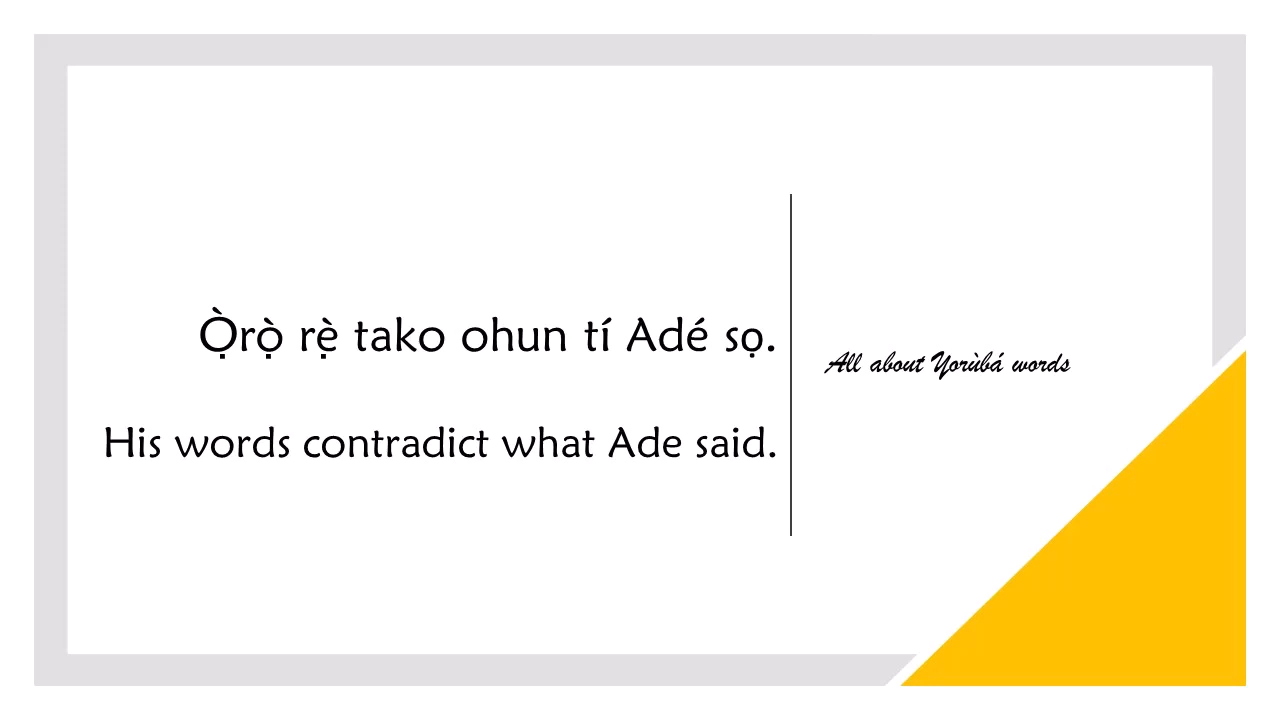 Ọ̀rọ̀ rẹ̀ tako ohun tí Adé sọ.
His words contradict what Ade said.
All about Yorùbá words